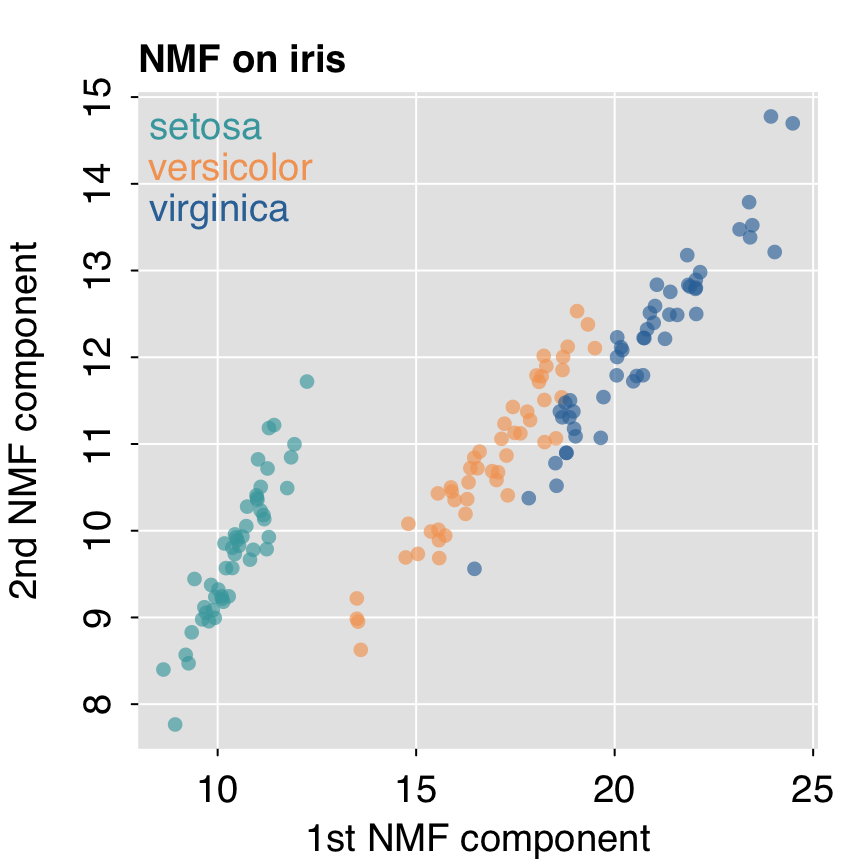 NMF on iris
setosa
versicolor
virginica
2nd NMF component
15
14
13
12
11
10
9
8
10 15 20 25
1st NMF component